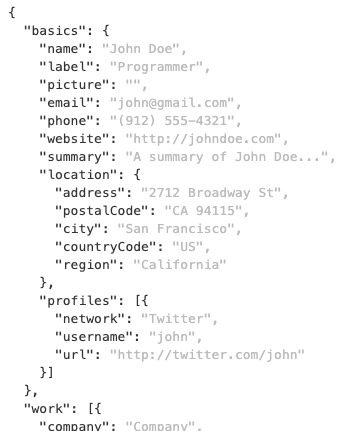 {
  "basics": {
    "name": "John Doe",
    "label": "Programmer",
    "picture": "",
    "email": "john@gmail.com",
    "phone": "(912) 555-4321",
    "website": "http://johndoe.com",
    "summary": "A summary of John Doe...",
    "location": {
      "address": "2712 Broadway St",
      "postalCode": "CA 94115",
      "city": "San Francisco",
      "countryCode": "US",
      "region": "California"
    },
    "profiles": [{
      "network": "Twitter",
      "username": "john",
      "url": "http://twitter.com/john"
    }]
  },
  "work": [{
    "company": "Company",